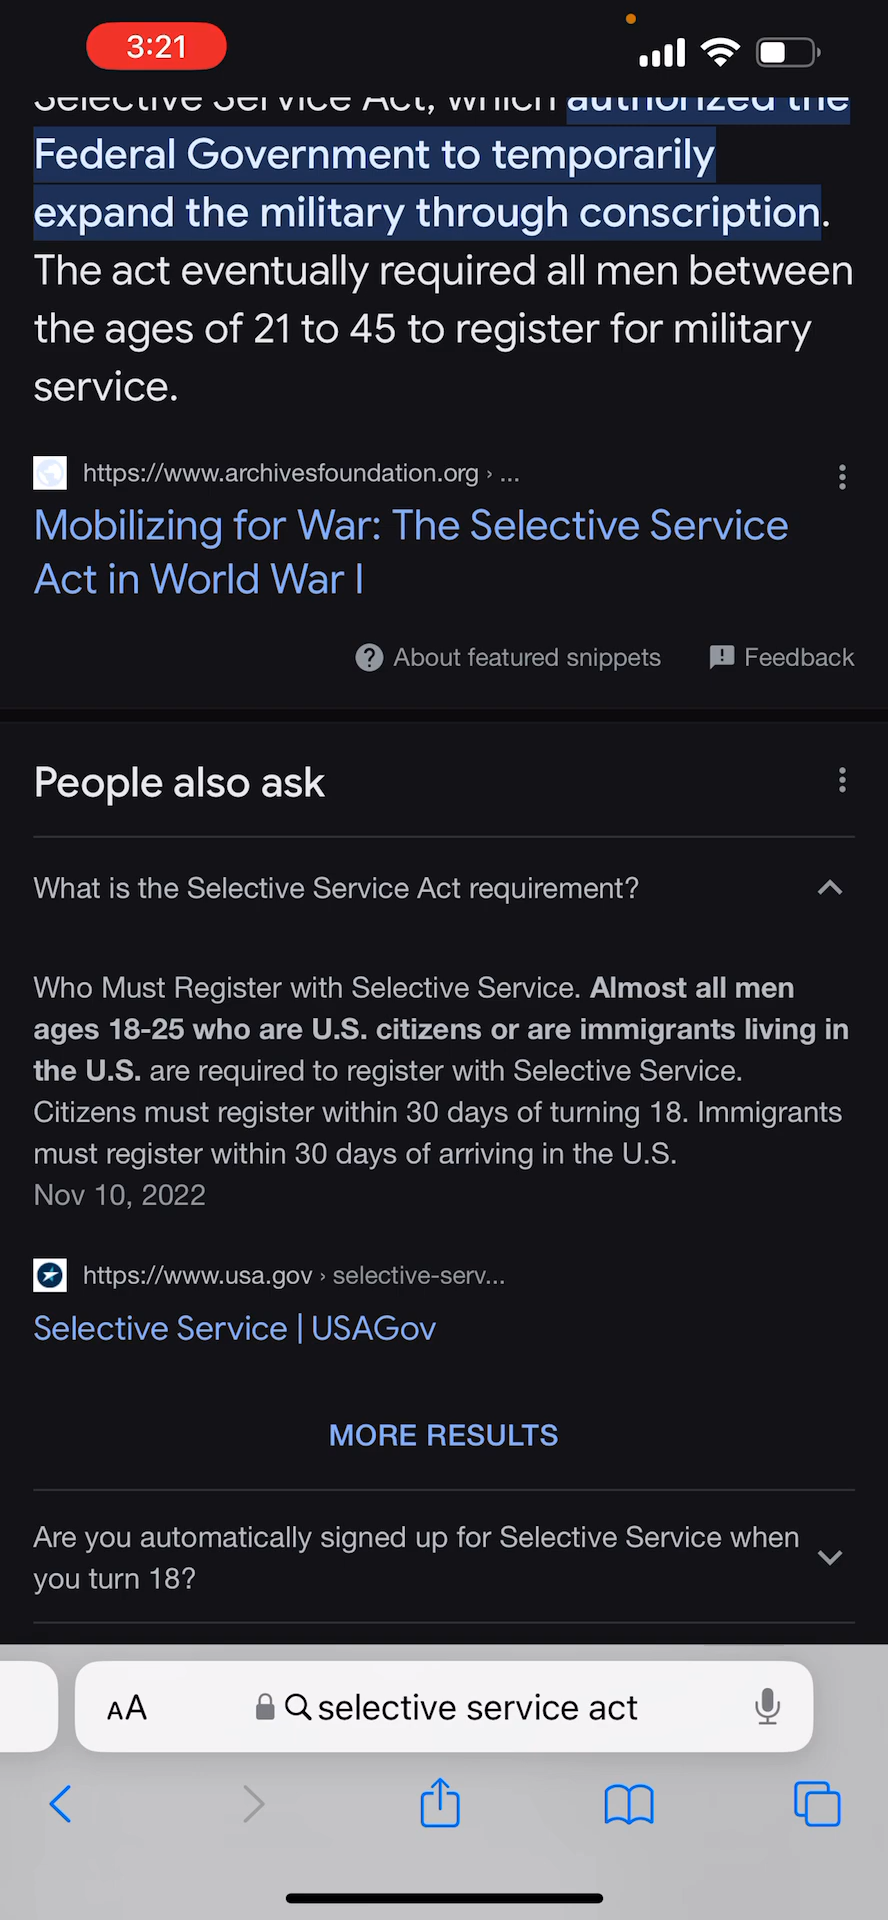 3:21
Selective Service Act, which authorized the
Federal Government to temporarily
expand the military through conscription.
The act eventually required all men between
the ages of 21 to 45 to register for military
service.
https://www.archivesfoundation.org › ...
Mobilizing for War: The Selective Service
Act in World War I
About featured snippets
Feedback
People also ask
What is the Selective Service Act requirement?
Who Must Register with Selective Service. Almost all men
ages 18-25 who are U.S. citizens or are immigrants living in
the U.S. are required to register with Selective Service.
Citizens must register within 30 days of turning 18. Immigrants
must register within 30 days of arriving in the U.S.
Nov 10, 2022
https://www.usa.gov › selective-serv...
Selective Service | USAGov
MORE RESULTS
Are you automatically signed up for Selective Service when
you turn 18?
AA
selective service act